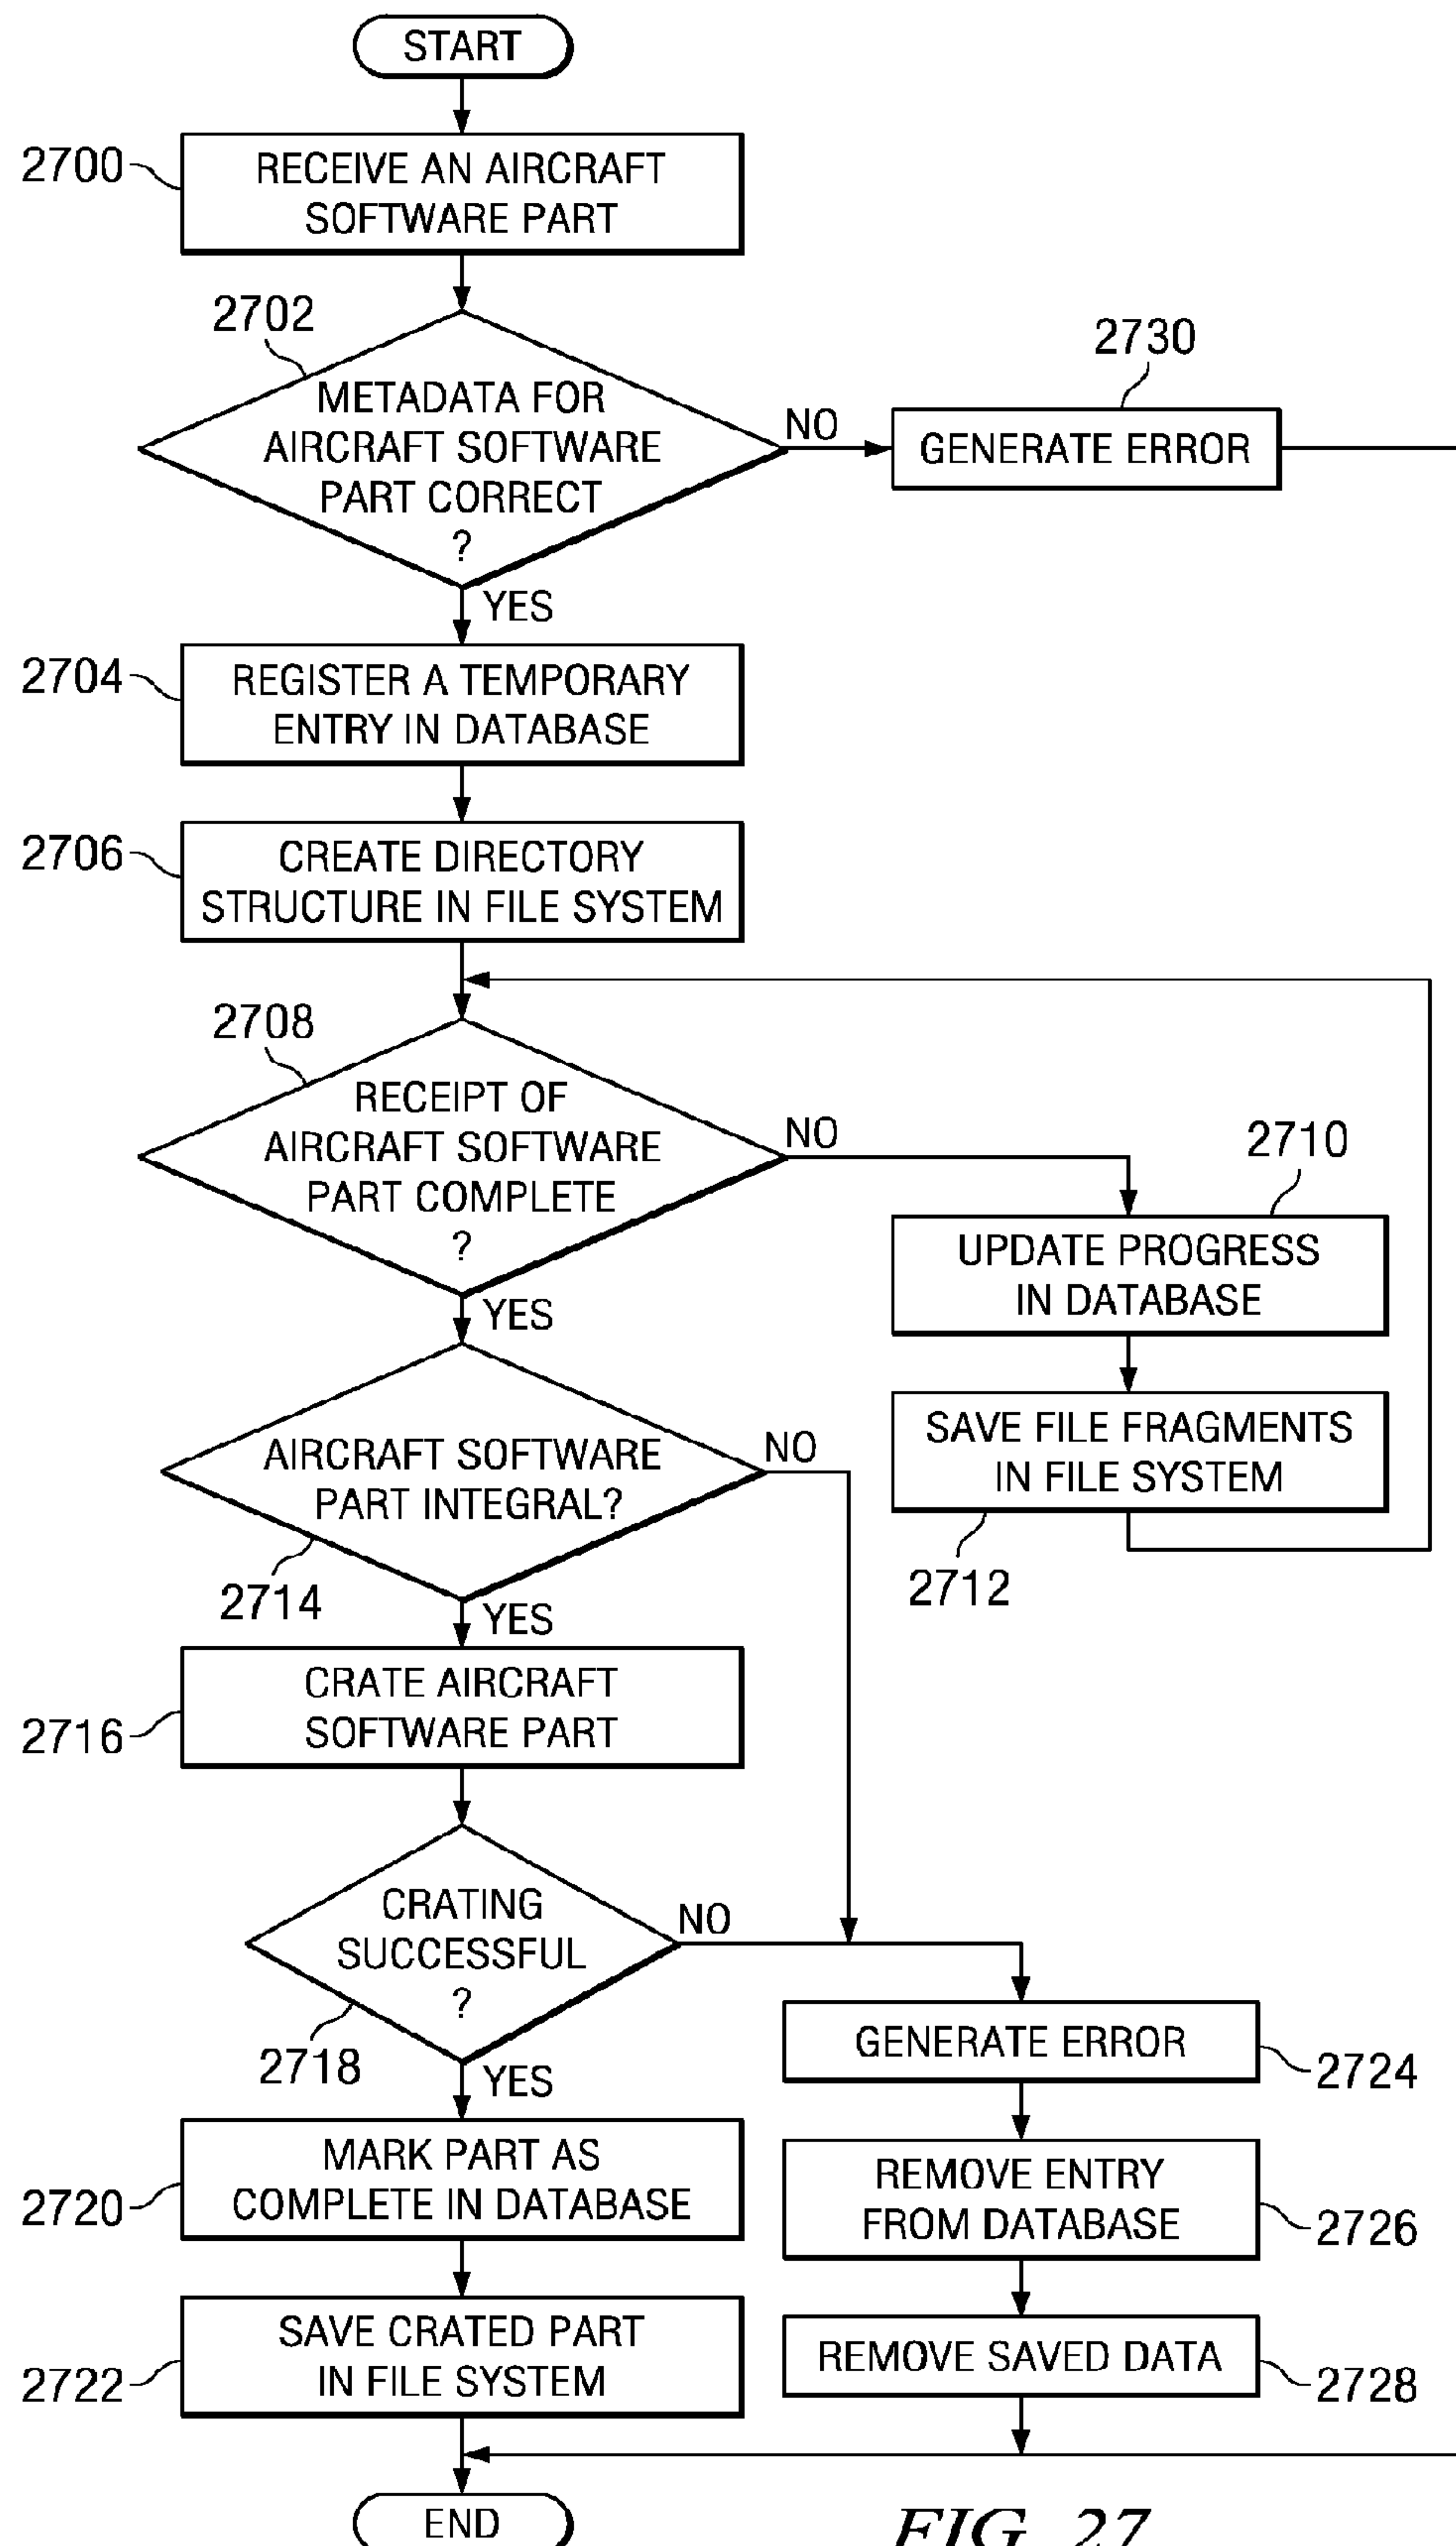 START
2700
RECEIVE AN AIRCRAFT
SOFTWARE PART
2702
METADATA FOR
AIRCRAFT SOFTWARE
PART CORRECT
?
NO
2730
GENERATE ERROR
YES
2704
REGISTER A TEMPORARY
ENTRY IN DATABASE
2706
CREATE DIRECTORY
STRUCTURE IN FILE SYSTEM
2708
RECEIPT OF
AIRCRAFT SOFTWARE
PART COMPLETE
?
NO
2710
UPDATE PROGRESS
IN DATABASE
SAVE FILE FRAGMENTS
IN FILE SYSTEM
2712
YES
AIRCRAFT SOFTWARE
PART INTEGRAL?
NO
2714
YES
CRATE AIRCRAFT
SOFTWARE PART
2716
CRATING
SUCCESSFUL
?
NO
2718
YES
GENERATE ERROR
2724
MARK PART AS
COMPLETE IN DATABASE
2720
REMOVE ENTRY
FROM DATABASE
2726
SAVE CRATED PART
IN FILE SYSTEM
2722
REMOVE SAVED DATA
2728
END
FIG. 27